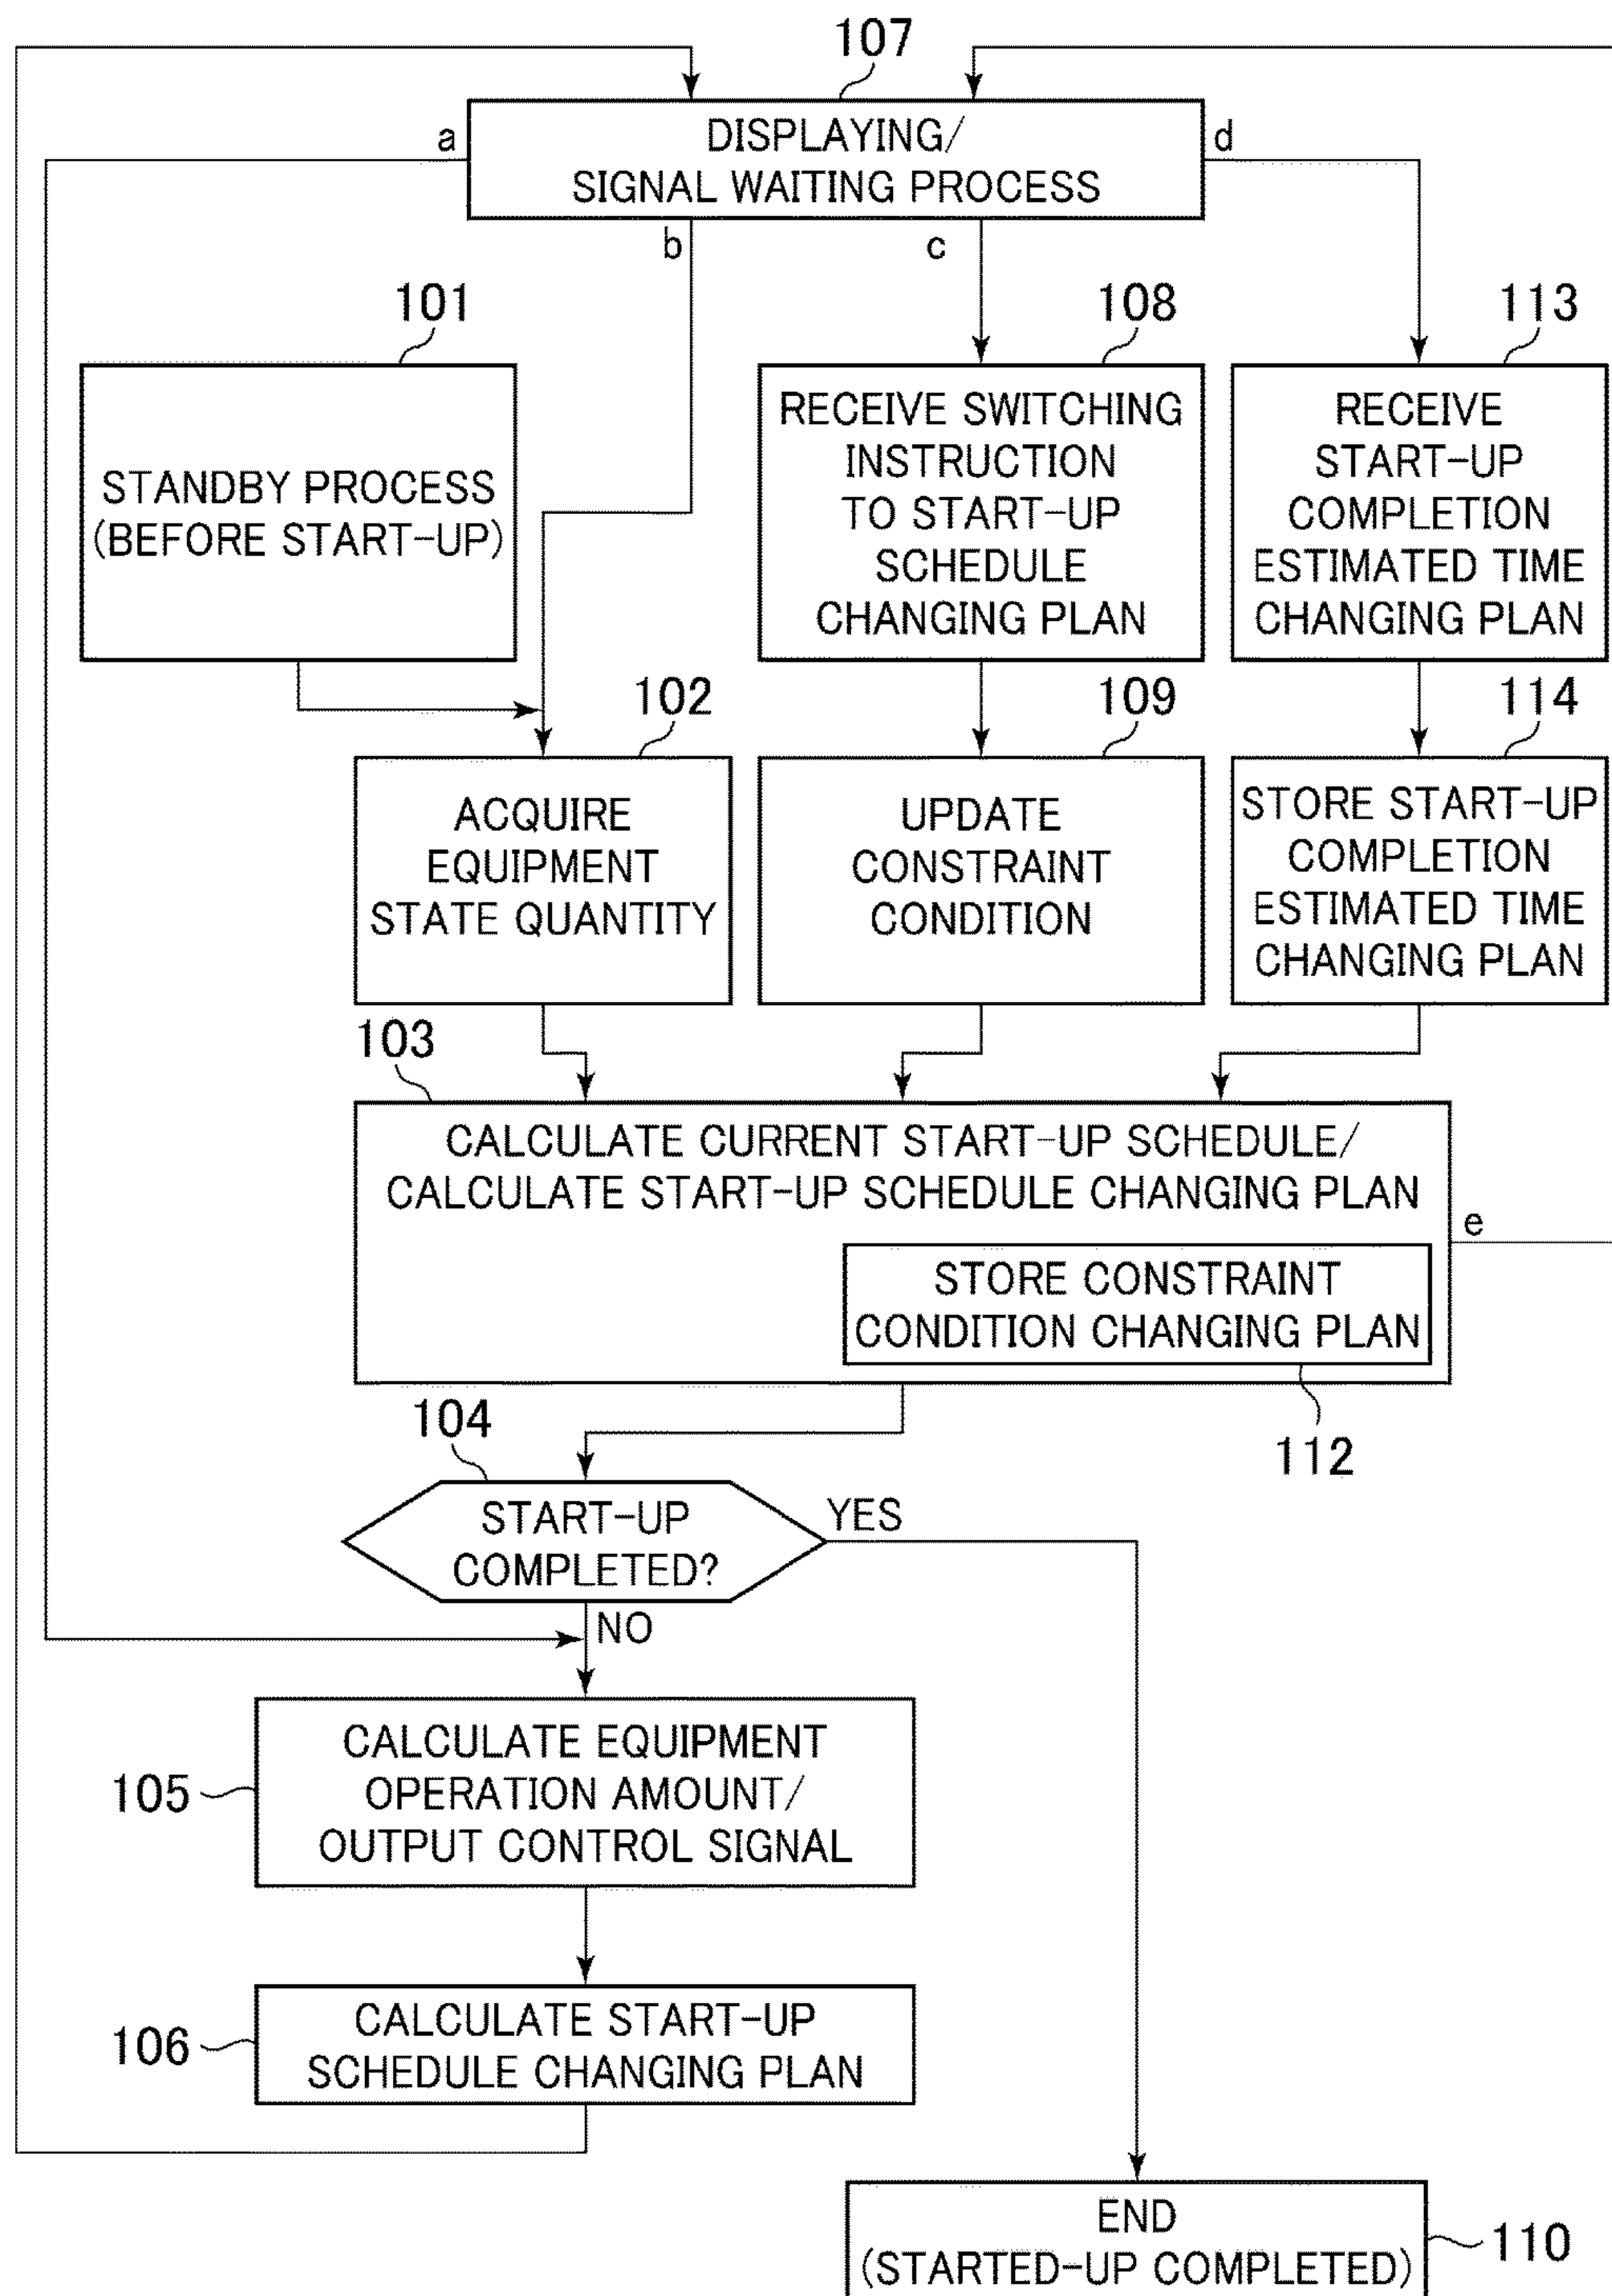 107
a
DISPLAYING/
SIGNAL WAITING PROCESS
d
b
c
101
STANDBY PROCESS
(BEFORE START-UP)
108
RECEIVE SWITCHING
INSTRUCTION
TO START-UP
SCHEDULE
CHANGING PLAN
113
RECEIVE
START-UP
COMPLETION
ESTIMATED TIME
CHANGING PLAN
102
ACQUIRE
EQUIPMENT
STATE QUANTITY
109
UPDATE
CONSTRAINT
CONDITION
114
STORE START-UP
COMPLETION
ESTIMATED TIME
CHANGING PLAN
103
CALCULATE CURRENT START-UP SCHEDULE/
CALCULATE START-UP SCHEDULE CHANGING PLAN
e
STORE CONSTRAINT
CONDITION CHANGING PLAN
112
104
START-UP
COMPLETED?
YES
NO
105
CALCULATE EQUIPMENT
OPERATION AMOUNT/
OUTPUT CONTROL SIGNAL
106
CALCULATE START-UP
SCHEDULE CHANGING PLAN
END
(STARTED-UP COMPLETED)
110